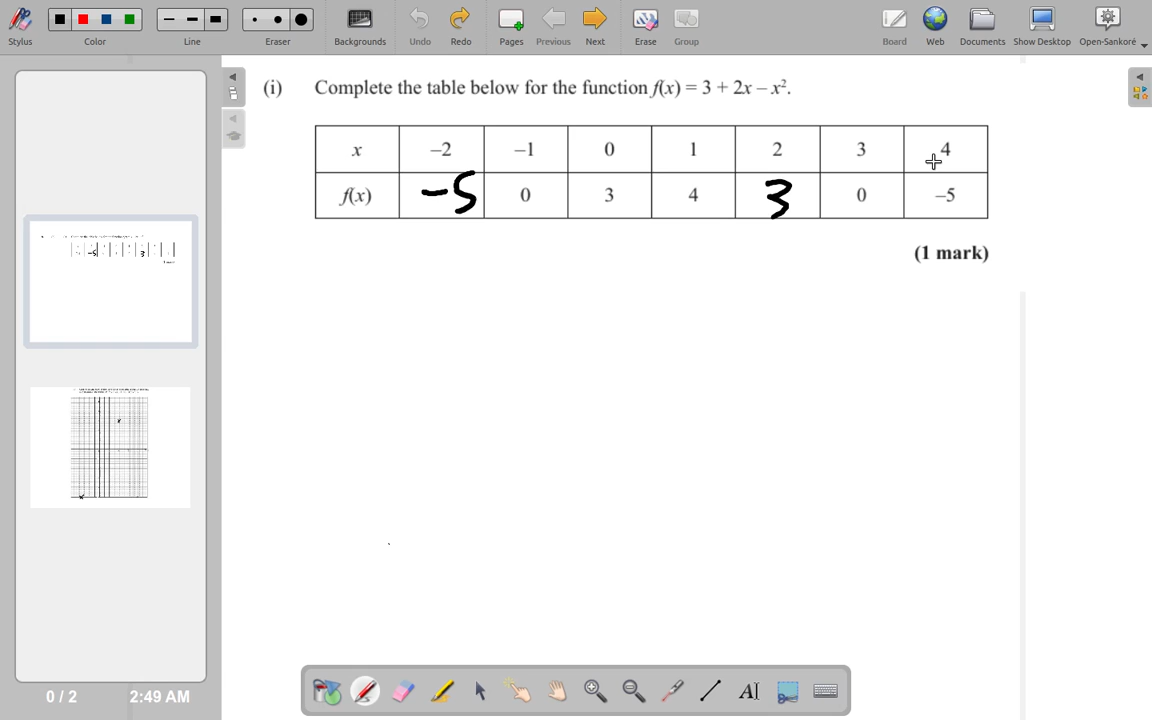 Stylus Color Line Eraser Backgrounds Undo Redo Pages Previous Next Erase Group Board Web Documents Show Desktop Open-Sankoré
(i) Complete the table below for the function f(x) = 3 + 2x – x².
x –2 –1 0 1 2 3 4
f(x) –5 0 3 4 3 0 –5
(1 mark)
0 / 2 2:49 AM